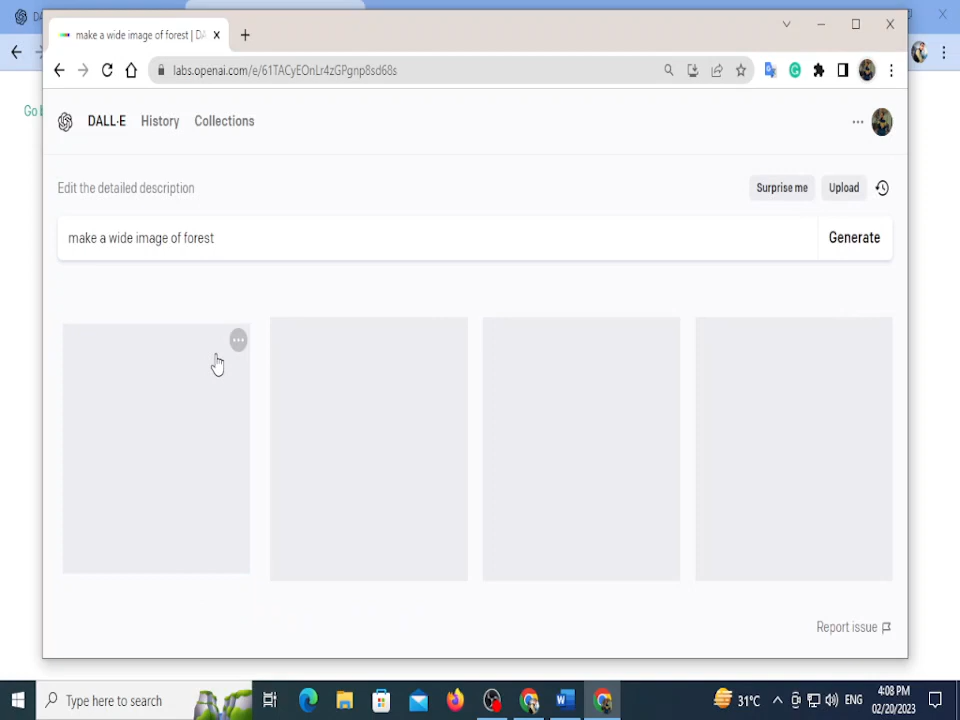 DA
make a wide image of forest | DA
labs.openai.com/e/61TACyEOnLr4zGPgnp8sd68s
Go b
DALL·E History Collections
Edit the detailed description
Surprise me Upload
make a wide image of forest
Generate
Report issue
Type here to search
31°C
ENG
4:08 PM
02/20/2023